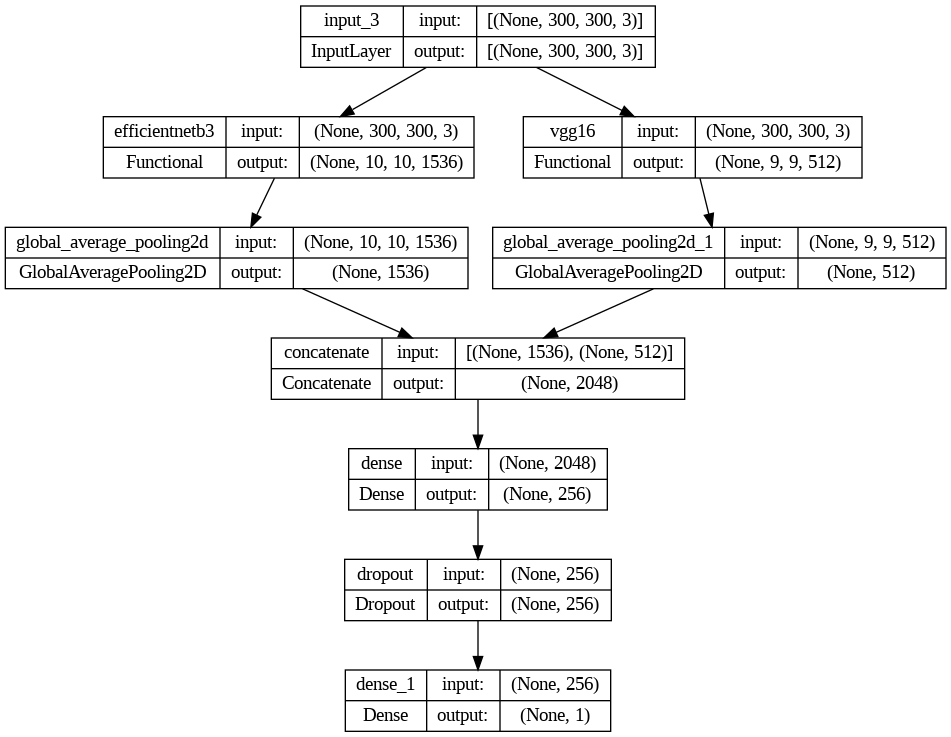 input_3 input: [(None, 300, 300, 3)]
InputLayer output: [(None, 300, 300, 3)]
efficientnetb3 input: (None, 300, 300, 3)
Functional output: (None, 10, 10, 1536)
vgg16 input: (None, 300, 300, 3)
Functional output: (None, 9, 9, 512)
global_average_pooling2d input: (None, 10, 10, 1536)
GlobalAveragePooling2D output: (None, 1536)
global_average_pooling2d_1 input: (None, 9, 9, 512)
GlobalAveragePooling2D output: (None, 512)
concatenate input: [(None, 1536), (None, 512)]
Concatenate output: (None, 2048)
dense input: (None, 2048)
Dense output: (None, 256)
dropout input: (None, 256)
Dropout output: (None, 256)
dense_1 input: (None, 256)
Dense output: (None, 1)